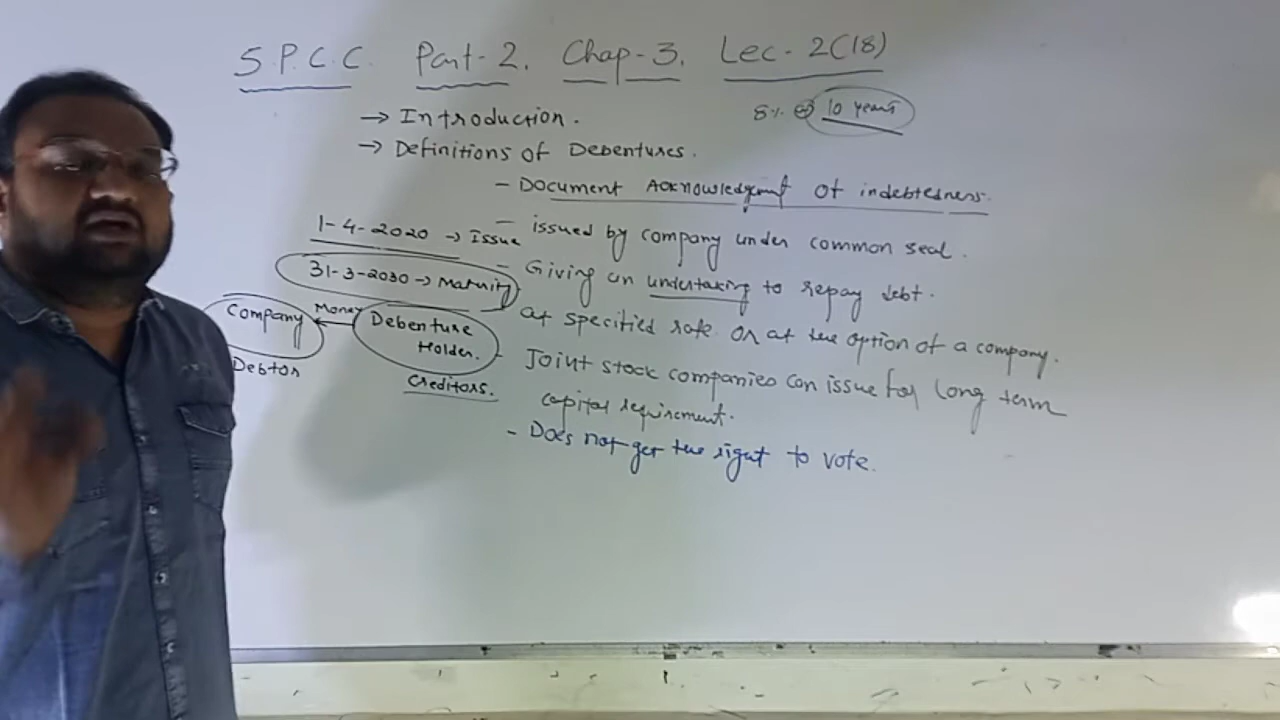 S.P.C.C. Part-2. Chap-3. Lec-2(18)
→ Introduction.
8% 10 years
→ Definitions of Debentures.
- Document Acknowledgment of indebtedness.
1-4-2020 → Issue
- issued by company under common seal.
31-3-2030 → Maturity
- Giving an undertaking to repay debt.
at specified rate or at the option of a company.
Company
Money
Debenture Holder.
Debtor
Creditors.
- Joint stock companies can issue for long term
capital requirement.
- Does not get the right to vote.